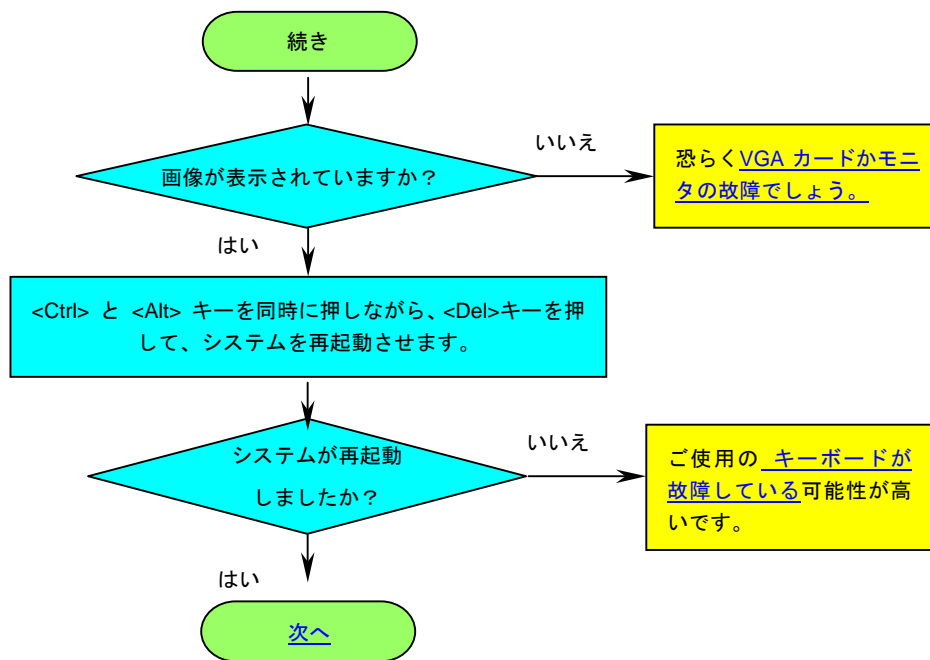 続き
画像が表示されていますか？
いいえ
恐らくVGA カードかモニ
タの故障でしょう。
はい
<Ctrl> と <Alt> キーを同時に押しながら、<Del>キーを押
して、システムを再起動させます。
システムが再起動
しましたか？
いいえ
ご使用の キーボードが
故障している可能性が高
いです。
はい
次へ